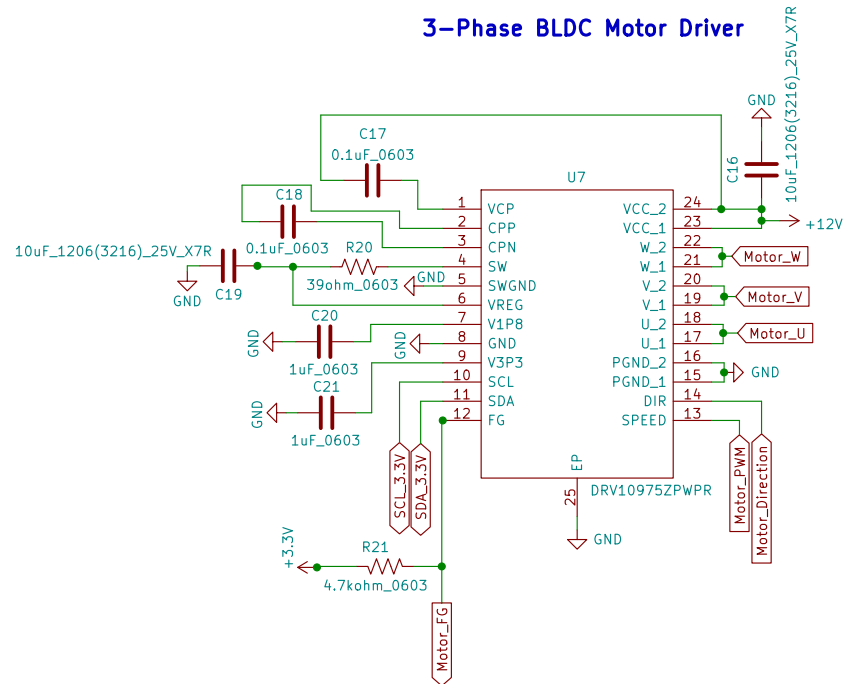 3-Phase BLDC Motor Driver
10uF_1206(3216)_25V_X7R
C16
GND
+12V
C17
0.1uF_0603
C18
0.1uF_0603
10uF_1206(3216)_25V_X7R
C19
GND
R20
39ohm_0603
GND
C20
1uF_0603
GND
GND
C21
1uF_0603
GND
U7
1 VCP
2 CPP
3 CPN
4 SW
5 SWGND
6 VREG
7 V1P8
8 GND
9 V3P3
10 SCL
11 SDA
12 FG
VCC_2 24
VCC_1 23
W_2 22
W_1 21
V_2 20
V_1 19
U_2 18
U_1 17
PGND_2 16
PGND_1 15
DIR 14
SPEED 13
EP
25
DRV10975ZPWPR
GND
Motor_W
Motor_V
Motor_U
GND
Motor_PWM
Motor_Direction
SCL_3.3V
SDA_3.3V
+3.3V
R21
4.7kohm_0603
Motor_FG